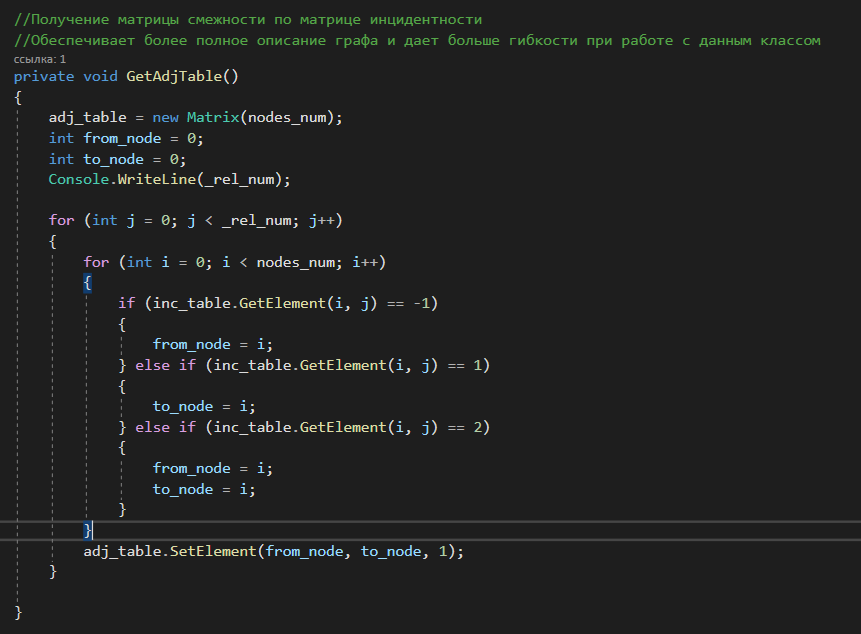 //Получение матрицы смежности по матрице инцидентности
//Обеспечивает более полное описание графа и дает больше гибкости при работе с данным классом
ссылка: 1
private void GetAdjTable()
{
    adj_table = new Matrix(nodes_num);
    int from_node = 0;
    int to_node = 0;
    Console.WriteLine(_rel_num);

    for (int j = 0; j < _rel_num; j++)
    {
        for (int i = 0; i < nodes_num; i++)
        {
            if (inc_table.GetElement(i, j) == -1)
            {
                from_node = i;
            } else if (inc_table.GetElement(i, j) == 1)
            {
                to_node = i;
            } else if (inc_table.GetElement(i, j) == 2)
            {
                from_node = i;
                to_node = i;
            }
        }
        adj_table.SetElement(from_node, to_node, 1);
    }

}